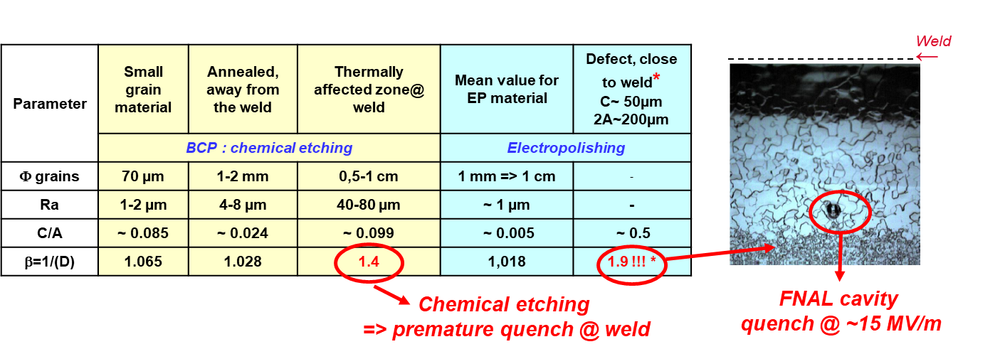 Weld
Parameter
Small
grain
material
Annealed,
away from
the weld
Thermally
affected zone@
weld
Mean value for
EP material
Defect, close
to weld*
C~ 50µm
2A~200µm
BCP : chemical etching
Electropolishing
Φ grains
70 µm
1-2 mm
0,5-1 cm
1 mm => 1 cm
-
Ra
1-2 µm
4-8 µm
40-80 µm
~ 1 µm
-
C/A
~ 0.085
~ 0.024
~ 0.099
~ 0.005
~ 0.5
β=1/(D)
1.065
1.028
1.4
1,018
1.9 !!! *
Chemical etching
=> premature quench @ weld
FNAL cavity
quench @ ~15 MV/m